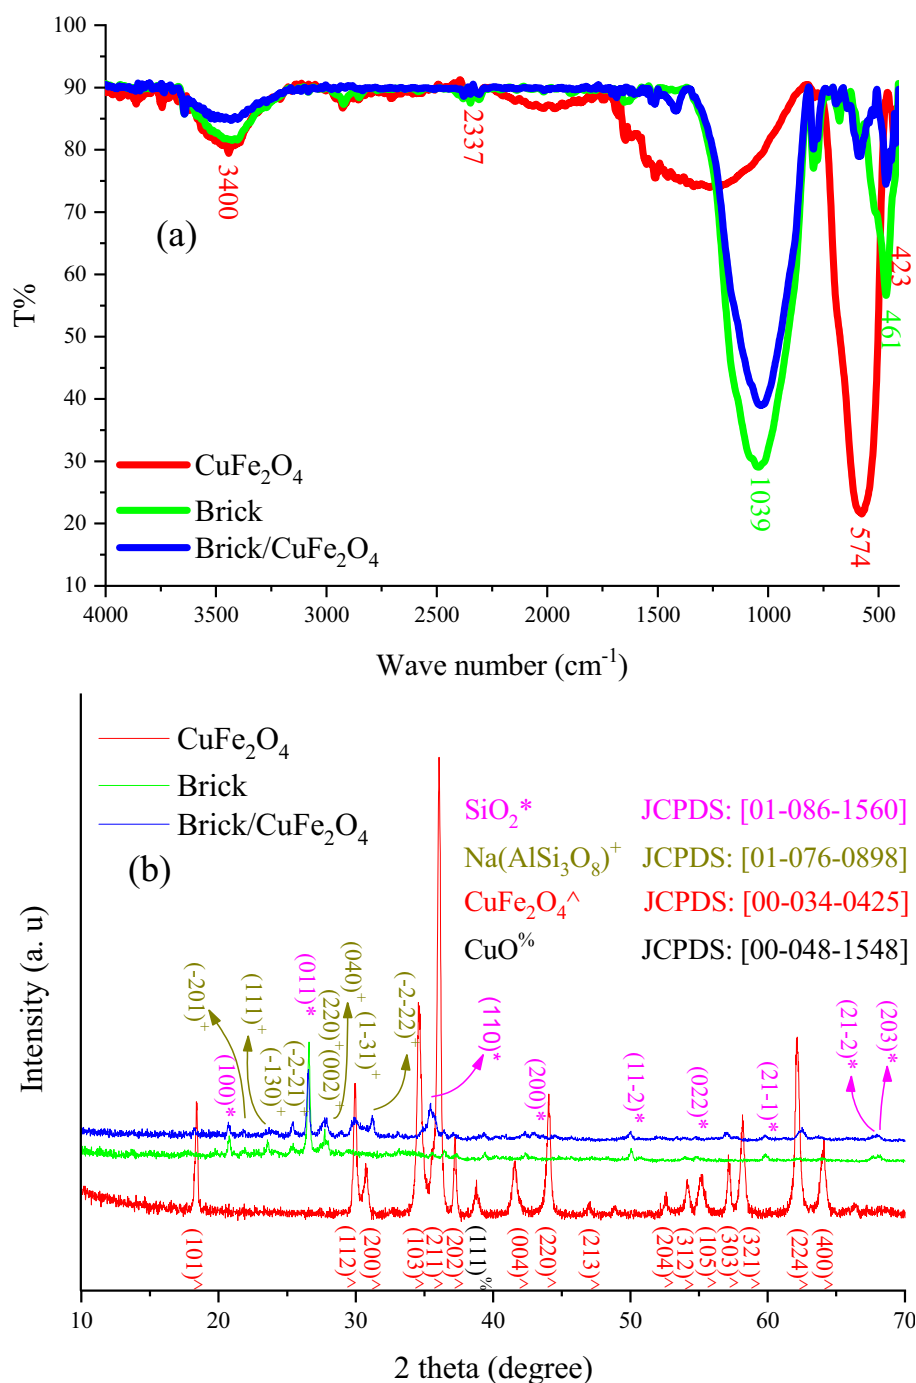 100
90
80
70
60
50
40
30
20
10
T%
(a)
3400
2337
1039
574
423
461
CuFe₂O₄
Brick
Brick/CuFe₂O₄
4000 3500 3000 2500 2000 1500 1000 500
Wave number (cm⁻¹)
CuFe₂O₄
Brick
Brick/CuFe₂O₄
(b)
SiO₂* JCPDS: [01-086-1560]
Na(AlSi₃O₈)⁺ JCPDS: [01-076-0898]
CuFe₂O₄^ JCPDS: [00-034-0425]
CuO% JCPDS: [00-048-1548]
Intensity (a. u)
(-201)+
(100)*
(111)+
(-130)+
(-2-21)+
(011)*
(220)+
(002)+
(040)+
(1-31)+
(-2-22)+
(110)*
(200)*
(11-2)*
(022)*
(21-1)*
(21-2)*
(203)*
(101)^
(112)^
(200)^
(103)^
(211)^
(202)^
(111)%
(004)^
(220)^
(213)^
(204)^
(312)^
(105)^
(303)^
(321)^
(224)^
(400)^
10 20 30 40 50 60 70
2 theta (degree)